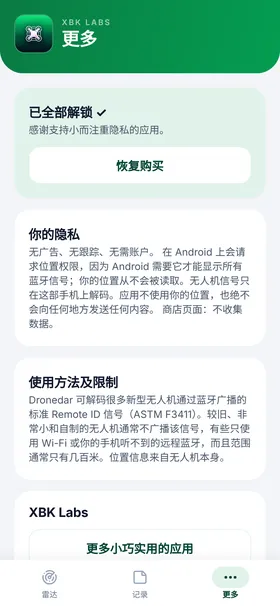 XBK LABS
更多
已全部解锁 ✓
感谢支持小而注重隐私的应用。
恢复购买
你的隐私
无广告、无跟踪、无需账户。 在 Android 上会请
求位置权限，因为 Android 需要它才能显示所有
蓝牙信号；你的位置从不会被读取。无人机信号只
在这部手机上解码。应用不使用你的位置，也绝不
会向任何地方发送任何内容。 商店页面：不收集
数据。
使用方法及限制
Dronedar 可解码很多新型无人机通过蓝牙广播的
标准 Remote ID 信号（ASTM F3411）。较旧、非
常小和自制的无人机通常不广播该信号，有些只使
用 Wi-Fi 或你的手机听不到的远程蓝牙，而且范围
通常只有几百米。位置信息来自无人机本身。
XBK Labs
更多小巧实用的应用
雷达
记录
更多